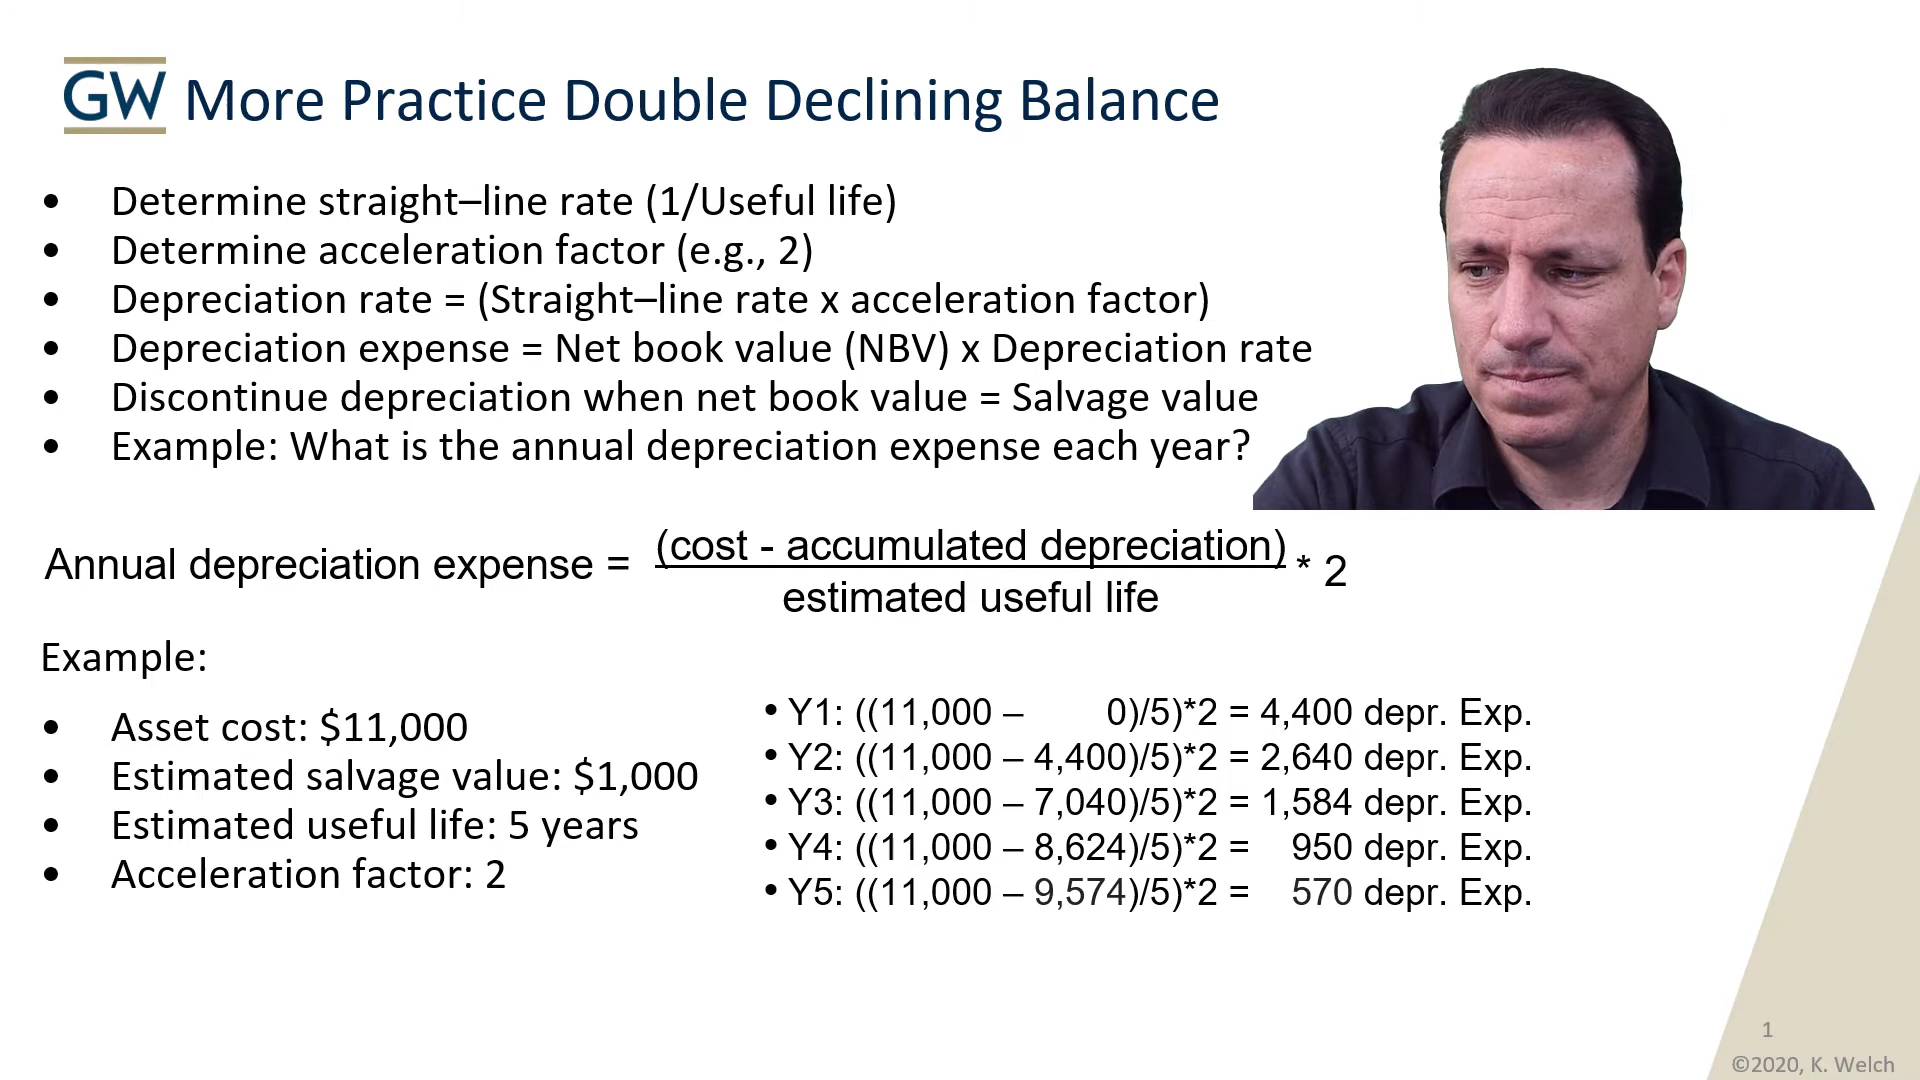 GW More Practice Double Declining Balance
• Determine straight–line rate (1/Useful life)
• Determine acceleration factor (e.g., 2)
• Depreciation rate = (Straight–line rate x acceleration factor)
• Depreciation expense = Net book value (NBV) x Depreciation rate
• Discontinue depreciation when net book value = Salvage value
• Example: What is the annual depreciation expense each year?
Annual depreciation expense = (cost - accumulated depreciation) * 2
estimated useful life
Example:
• Asset cost: $11,000
• Estimated salvage value: $1,000
• Estimated useful life: 5 years
• Acceleration factor: 2
• Y1: ((11,000 – 0)/5)*2 = 4,400 depr. Exp.
• Y2: ((11,000 – 4,400)/5)*2 = 2,640 depr. Exp.
• Y3: ((11,000 – 7,040)/5)*2 = 1,584 depr. Exp.
• Y4: ((11,000 – 8,624)/5)*2 = 950 depr. Exp.
• Y5: ((11,000 – 9,574)/5)*2 = 570 depr. Exp.
1
©2020, K. Welch